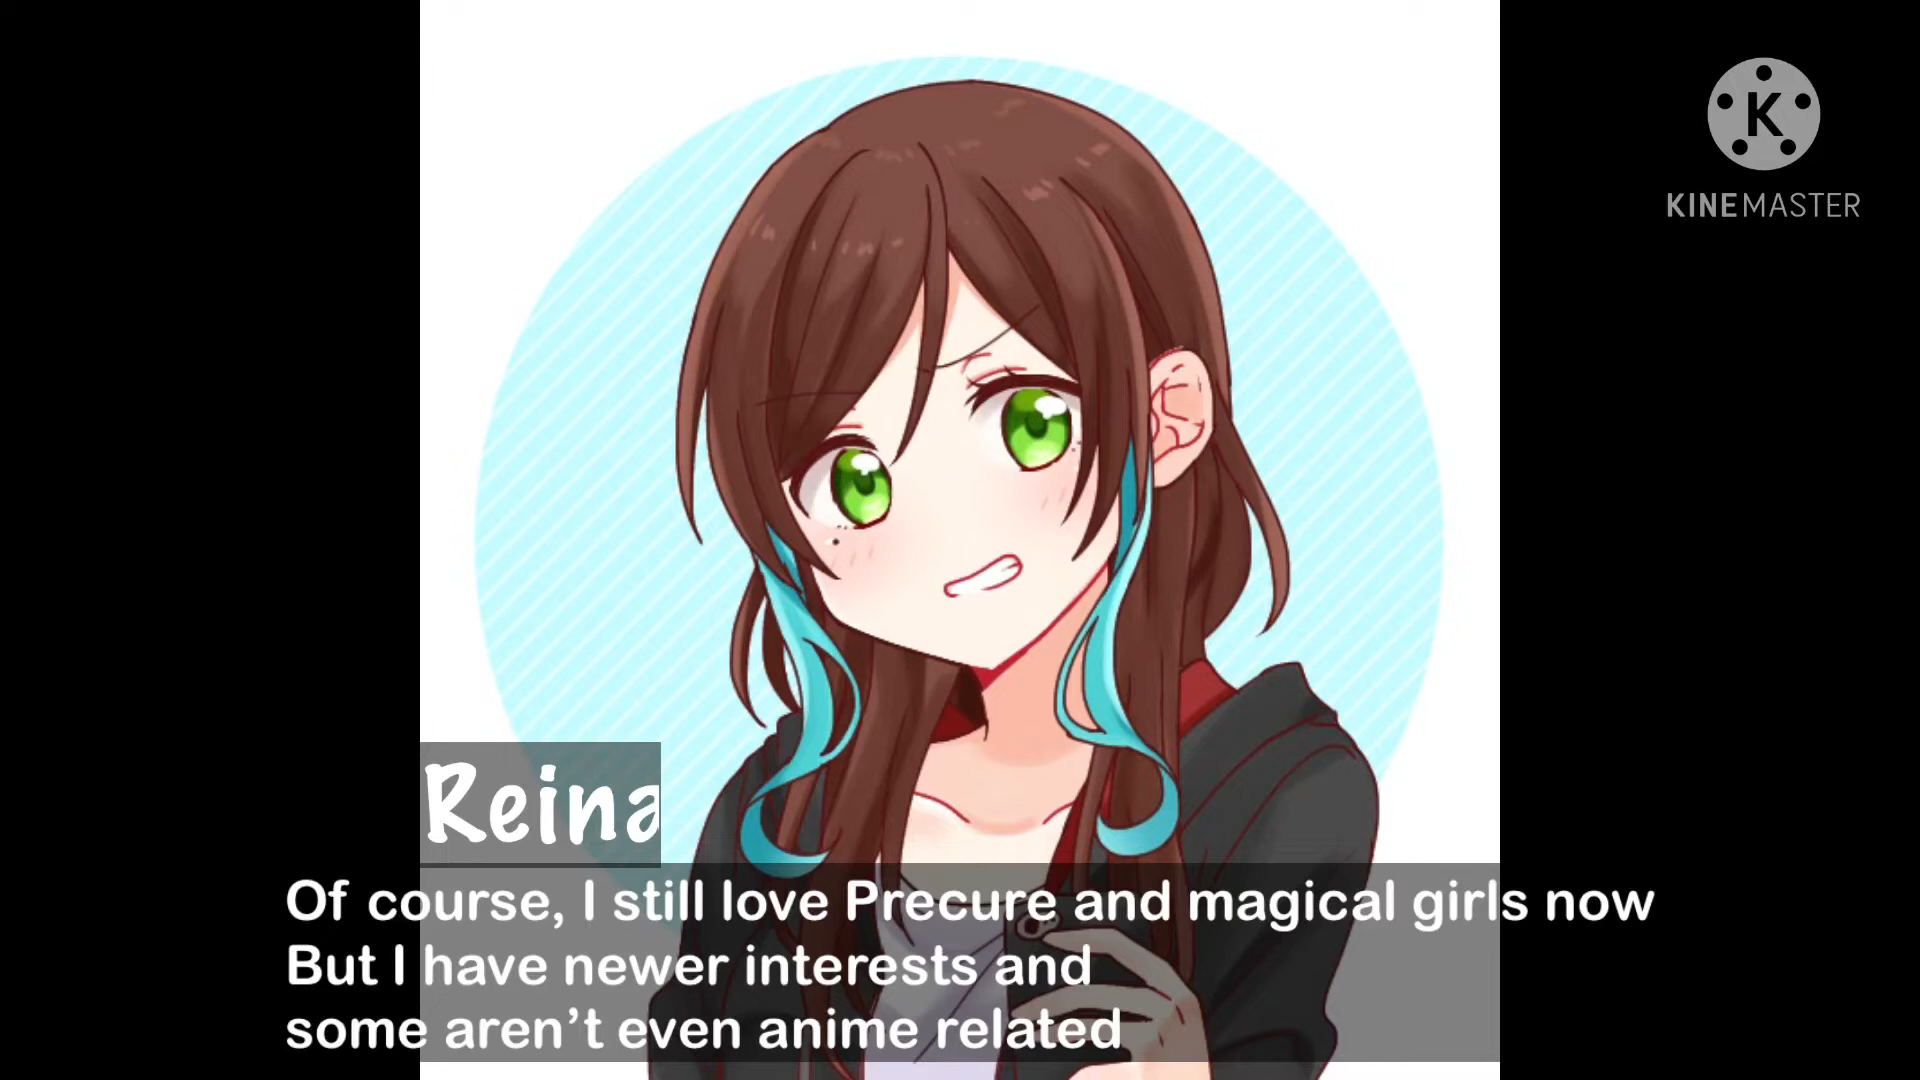 K
KINEMASTER
Reina
Of course, I still love Precure and magical girls now
But I have newer interests and
some aren’t even anime related